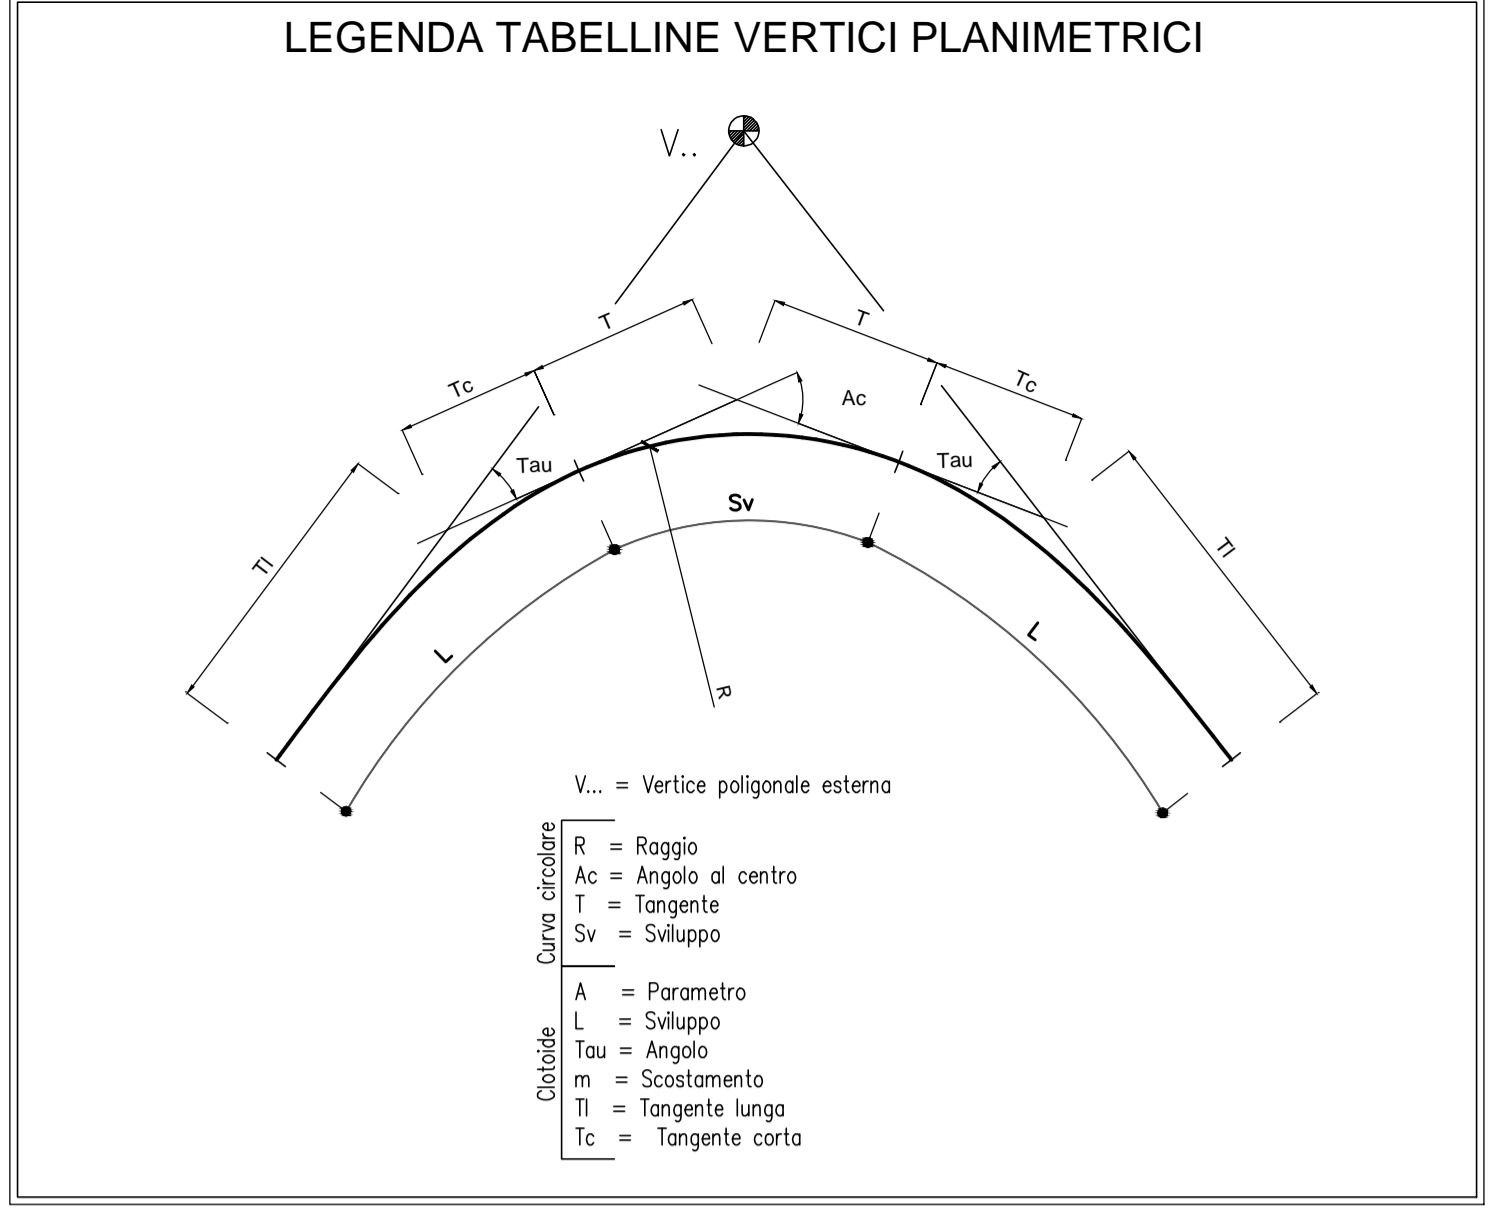 LEGENDA TABELLINE VERTICI PLANIMETRICI
V..
T
T
Tc
Tc
Ac
Tau
Tau
Sv
Tl
Tl
L
L
R
V... = Vertice poligonale esterna
Curva circolare
R = Raggio
Ac = Angolo al centro
T = Tangente
Sv = Sviluppo
Clotoide
A = Parametro
L = Sviluppo
Tau = Angolo
m = Scostamento
Tl = Tangente lunga
Tc = Tangente corta